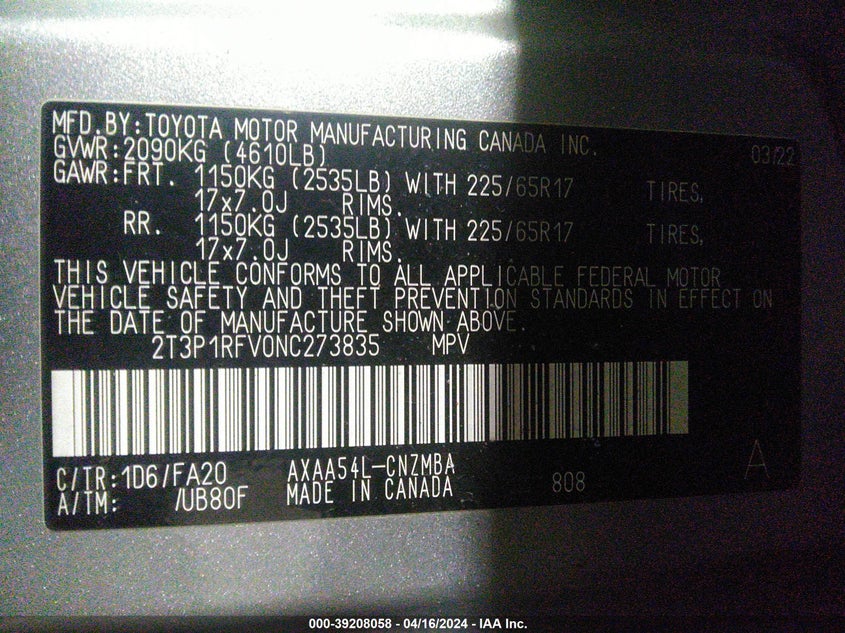 MFD.BY:TOYOTA MOTOR MANUFACTURING CANADA INC. 03/22
GVWR:2090KG (4610LB)
GAWR:FRT. 1150KG (2535LB) WITH 225/65R17 TIRES,
17x7.0J RIMS.
RR. 1150KG (2535LB) WITH 225/65R17 TIRES,
17x7.0J RIMS.
THIS VEHICLE CONFORMS TO ALL APPLICABLE FEDERAL MOTOR
VEHICLE SAFETY AND THEFT PREVENTION STANDARDS IN EFFECT ON
THE DATE OF MANUFACTURE SHOWN ABOVE.
2T3P1RFV0NC273835 MPV
C/TR:1D6/FA20 AXAA54L-CNZMBA A
A/TM: /UB80F MADE IN CANADA 808
000-39208058 - 04/16/2024 - IAA Inc.